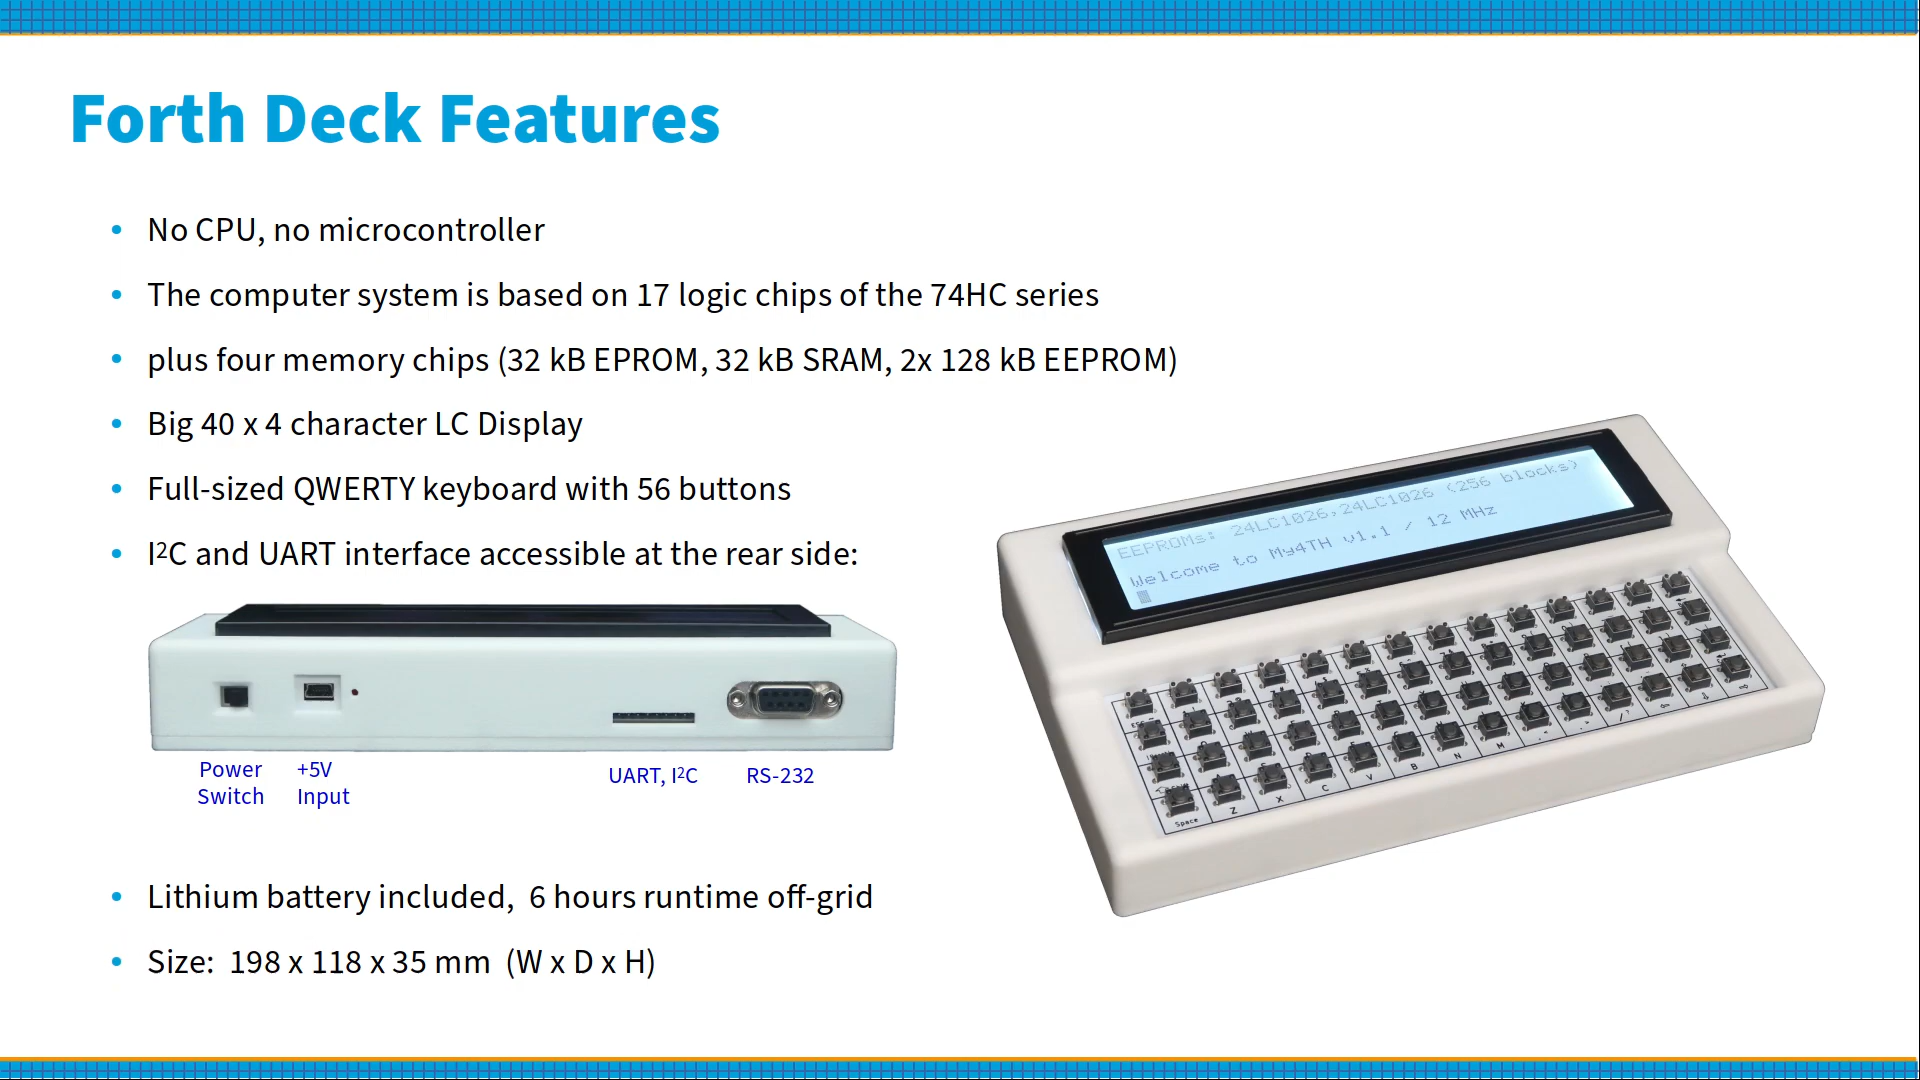 Forth Deck Features
No CPU, no microcontroller
The computer system is based on 17 logic chips of the 74HC series
plus four memory chips (32 kB EPROM, 32 kB SRAM, 2x 128 kB EEPROM)
Big 40 x 4 character LC Display
Full-sized QWERTY keyboard with 56 buttons
I²C and UART interface accessible at the rear side:
EEPROMs: 24LC1026,24LC1026 (256 blocks)
Welcome to My4TH v1.1 / 12 MHz
Space Z X C V B N M
Power Switch
+5V Input
UART, I²C
RS-232
Lithium battery included, 6 hours runtime off-grid
Size: 198 x 118 x 35 mm (W x D x H)